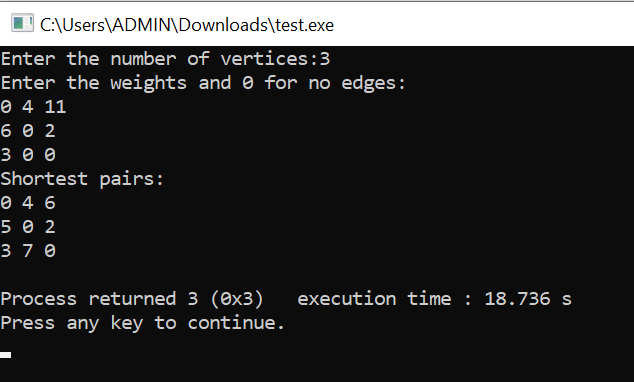 C:\Users\ADMIN\Downloads\test.exe
Enter the number of vertices:3
Enter the weights and 0 for no edges:
0 4 11
6 0 2
3 0 0
Shortest pairs:
0 4 6
5 0 2
3 7 0
Process returned 3 (0x3)   execution time : 18.736 s
Press any key to continue.